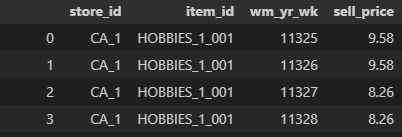 store_id item_id wm_yr_wk sell_price
0 CA_1 HOBBIES_1_001 11325 9.58
1 CA_1 HOBBIES_1_001 11326 9.58
2 CA_1 HOBBIES_1_001 11327 8.26
3 CA_1 HOBBIES_1_001 11328 8.26